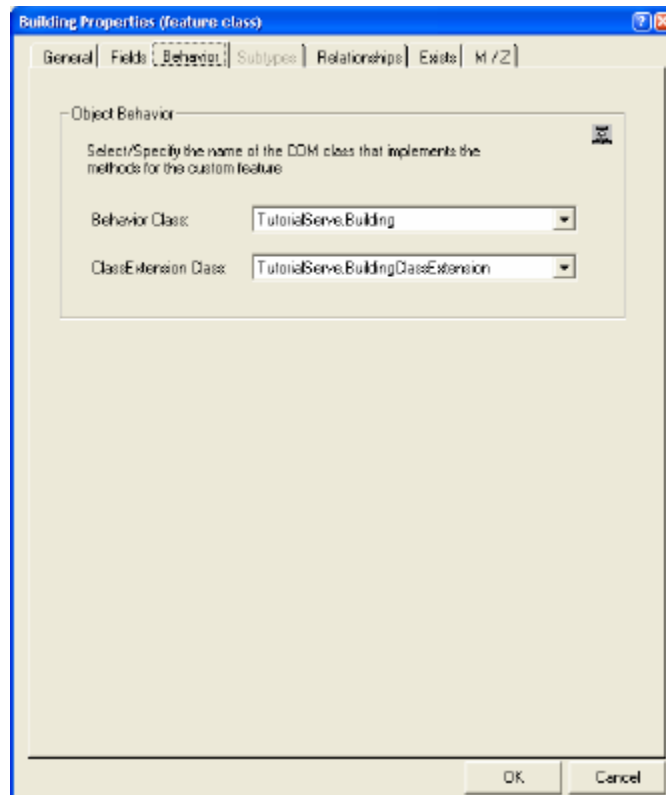 Building Properties (feature class)
General Fields Behavior Subtypes Relationships Exists M / Z
Object Behavior
Select/Specify the name of the COM class that implements the
methods for the custom feature
Behavior Class: TutorialServe.Building
ClassExtension Class: TutorialServe.BuildingClassExtension
OK Cancel